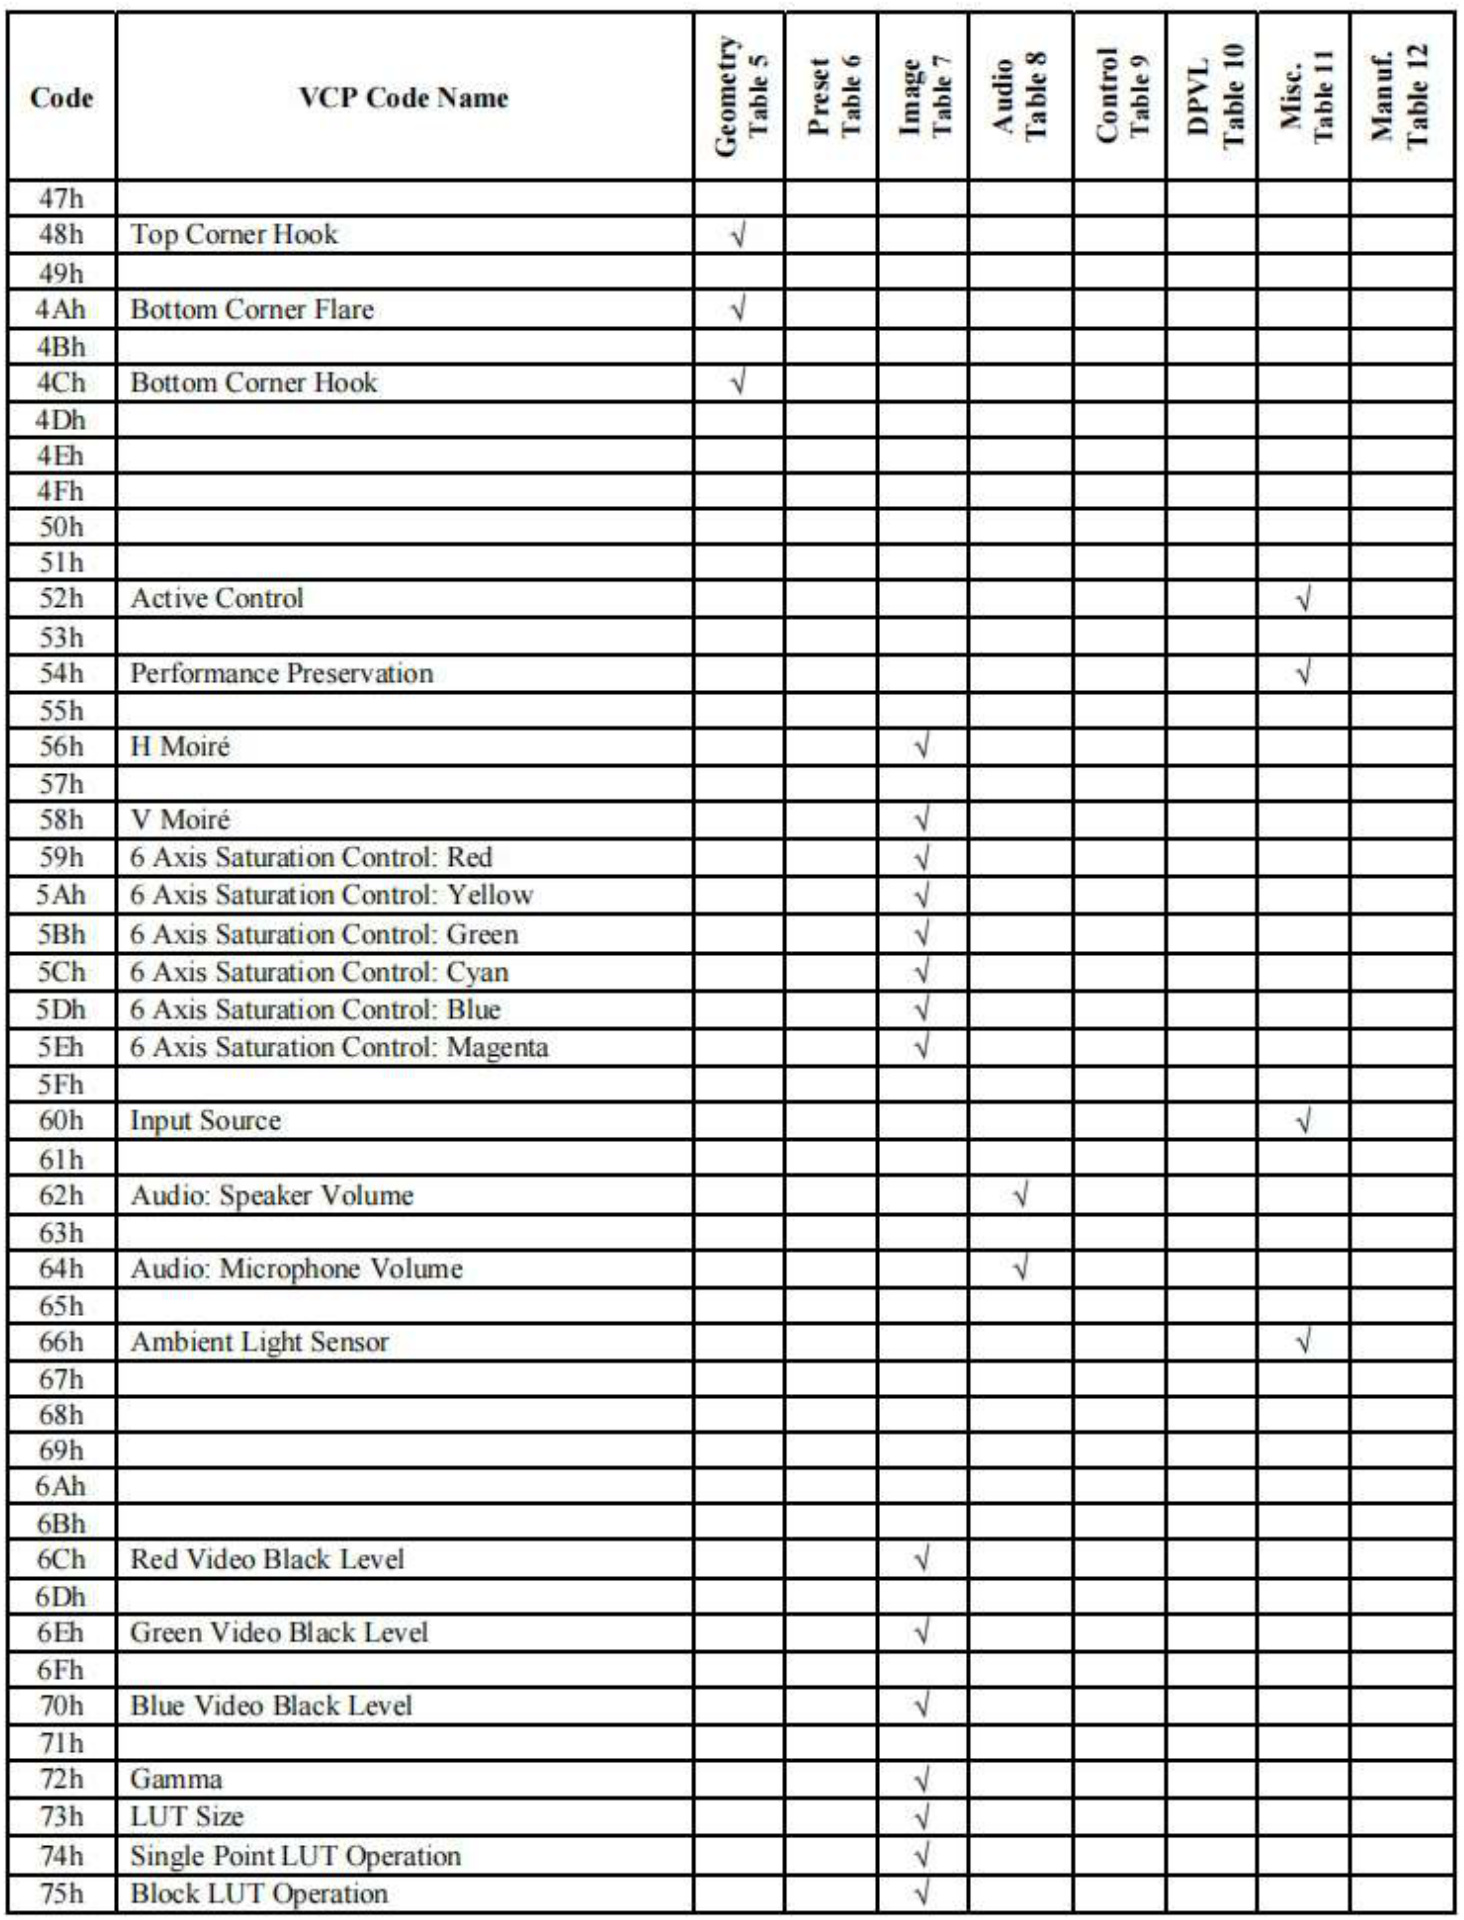 Code VCP Code Name Geometry Table 5 Preset Table 6 Image Table 7 Audio Table 8 Control Table 9 DPVL Table 10 Misc. Table 11 Manuf. Table 12
47h
48h Top Corner Hook √
49h
4Ah Bottom Corner Flare √
4Bh
4Ch Bottom Corner Hook √
4Dh
4Eh
4Fh
50h
51h
52h Active Control √
53h
54h Performance Preservation √
55h
56h H Moiré √
57h
58h V Moiré √
59h 6 Axis Saturation Control: Red √
5Ah 6 Axis Saturation Control: Yellow √
5Bh 6 Axis Saturation Control: Green √
5Ch 6 Axis Saturation Control: Cyan √
5Dh 6 Axis Saturation Control: Blue √
5Eh 6 Axis Saturation Control: Magenta √
5Fh
60h Input Source √
61h
62h Audio: Speaker Volume √
63h
64h Audio: Microphone Volume √
65h
66h Ambient Light Sensor √
67h
68h
69h
6Ah
6Bh
6Ch Red Video Black Level √
6Dh
6Eh Green Video Black Level √
6Fh
70h Blue Video Black Level √
71h
72h Gamma √
73h LUT Size √
74h Single Point LUT Operation √
75h Block LUT Operation √